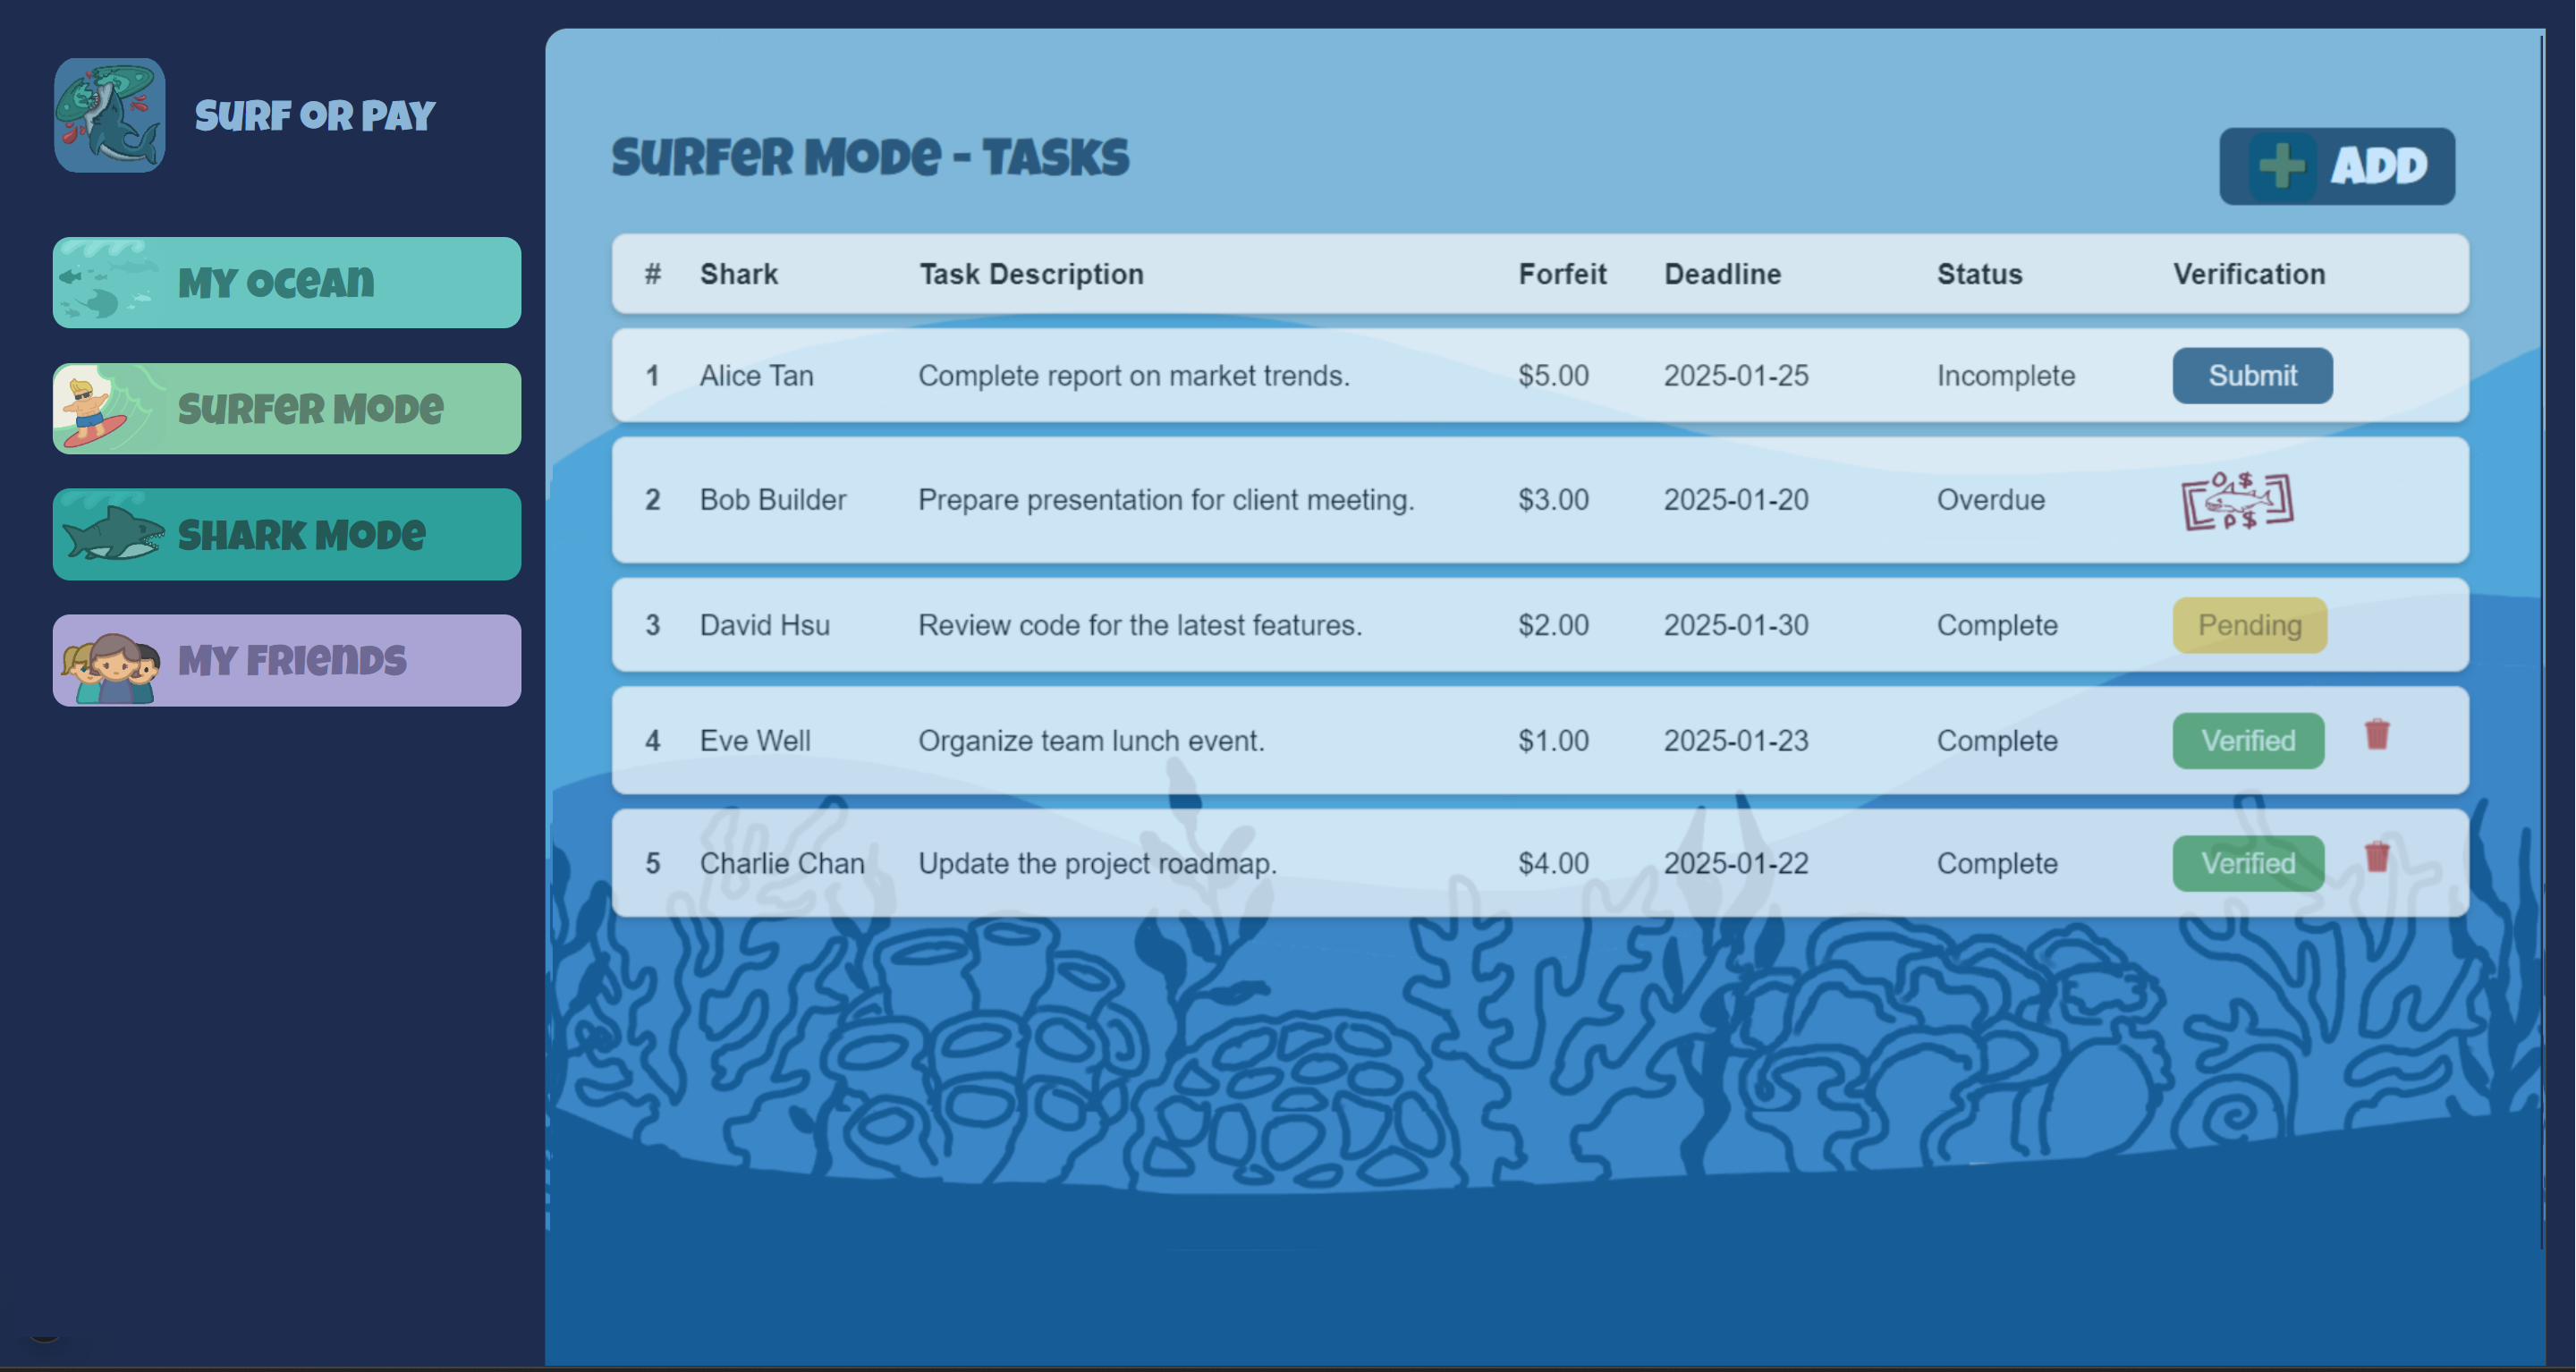 SURF OR PAY
MY OCEAN
SURFER MODE
SHARK MODE
MY FRIENDS
SURFER MODE - TASKS
ADD
# Shark Task Description Forfeit Deadline Status Verification
1 Alice Tan Complete report on market trends. $5.00 2025-01-25 Incomplete Submit
2 Bob Builder Prepare presentation for client meeting. $3.00 2025-01-20 Overdue O$ P$
3 David Hsu Review code for the latest features. $2.00 2025-01-30 Complete Pending
4 Eve Well Organize team lunch event. $1.00 2025-01-23 Complete Verified
5 Charlie Chan Update the project roadmap. $4.00 2025-01-22 Complete Verified